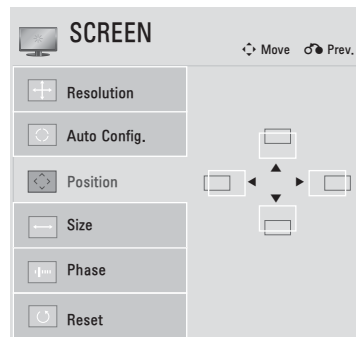 SCREEN
Move Prev.
Resolution
Auto Config.
Position
Size
Phase
Reset